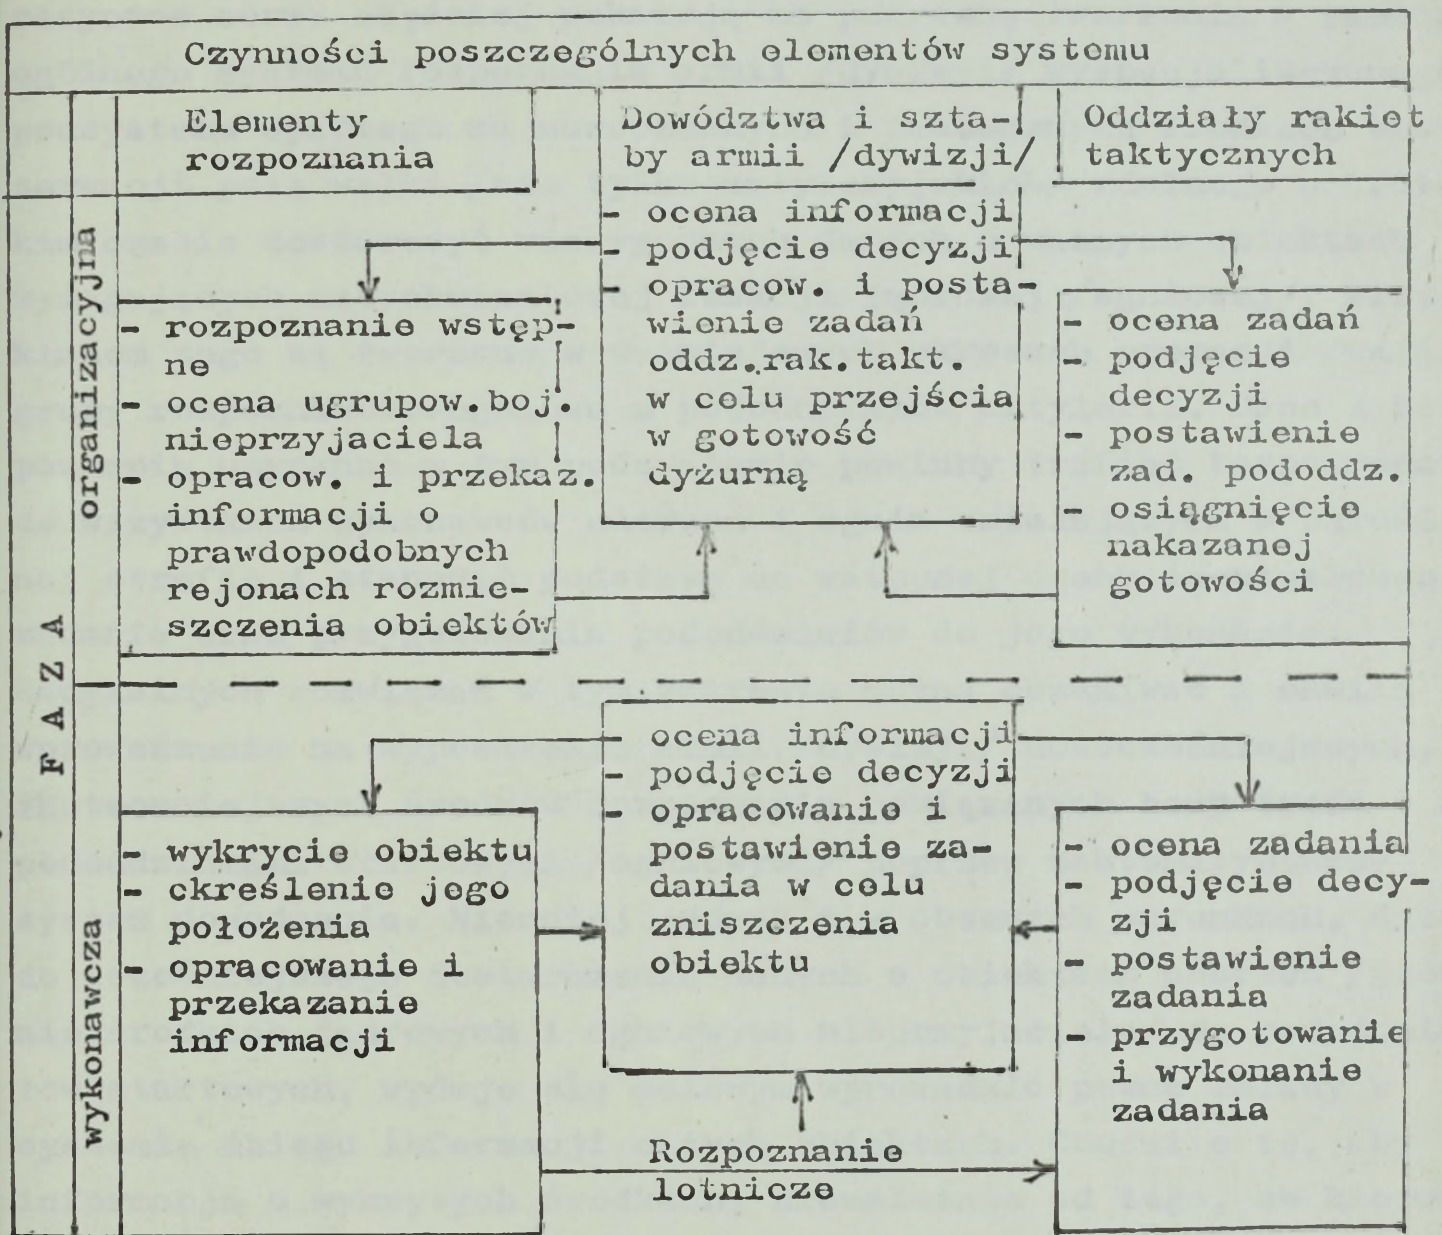 Czynności poszczególnych elementów systemu
Elementy
rozpoznania
Dowództwa i szta-
by armii /dywizji/
Oddziały rakiet
taktycznych
FAZA
organizacyjna
- rozpoznanie wstęp-
ne
- ocena ugrupow.boj.
nieprzyjaciela
- opracow. i przekaz.
informacji o
prawdopodobnych
rejonach rozmie-
szczenia obiektów
- ocena informacji
- podjęcie decyzji
- opracow. i posta-
wienie zadań
oddz.rak.takt.
w celu przejścia
w gotowość
dyżurną
- ocena zadań
- podjęcie
decyzji
- postawienie
zad. pododdz.
- osiągnięcie
nakazanej
gotowości
wykonawcza
- wykrycie obiektu
- ckreślenie jego
położenia
- opracowanie i
przekazanie
informacji
- ocena informacji
- podjęcie decyzji
- opracowanie i
postawienie za-
dania w celu
zniszczenia
obiektu
- ocena zadania
- podjęcie decy-
zji
- postawienie
zadania
- przygotowanie
i wykonanie
zadania
Rozpoznanie
lotnicze